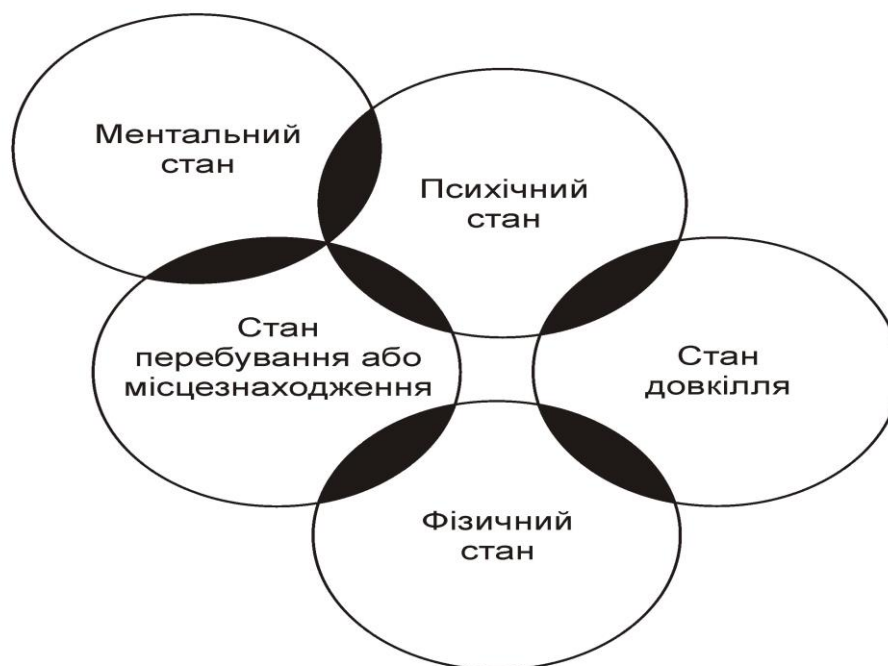 Ментальний
стан
Психічний
стан
Стан
перебування або
місцезнаходження
Стан
довкілля
Фізичний
стан